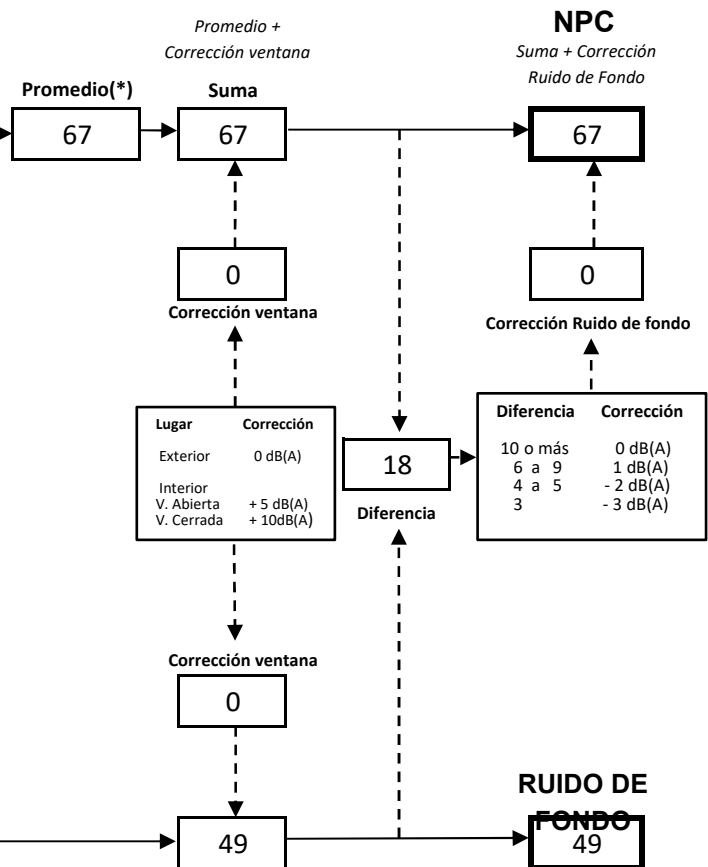 Promedio +
Corrección ventana
NPC
Suma + Corrección
Ruido de Fondo
Promedio(*)
Suma
67
67
67
0
0
Corrección ventana
Corrección Ruido de fondo
Lugar Corrección
Exterior 0 dB(A)
Interior
V. Abierta + 5 dB(A)
V. Cerrada + 10dB(A)
18
Diferencia
Diferencia Corrección
10 o más 0 dB(A)
6 a 9 1 dB(A)
4 a 5 - 2 dB(A)
3 - 3 dB(A)
Corrección ventana
0
RUIDO DE
FONDO
49
49